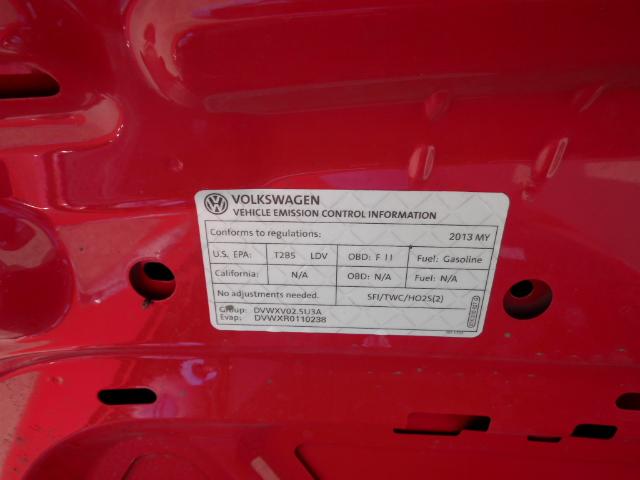 VOLKSWAGEN
VEHICLE EMISSION CONTROL INFORMATION
Conforms to regulations: 2013 MY
U.S. EPA: T2B5 LDV OBD: F II Fuel: Gasoline
California: N/A OBD: N/A Fuel: N/A
No adjustments needed. SFI/TWC/HO2S(2)
Group: DVWXV02.5U3A
Evap: DVWXR0110238